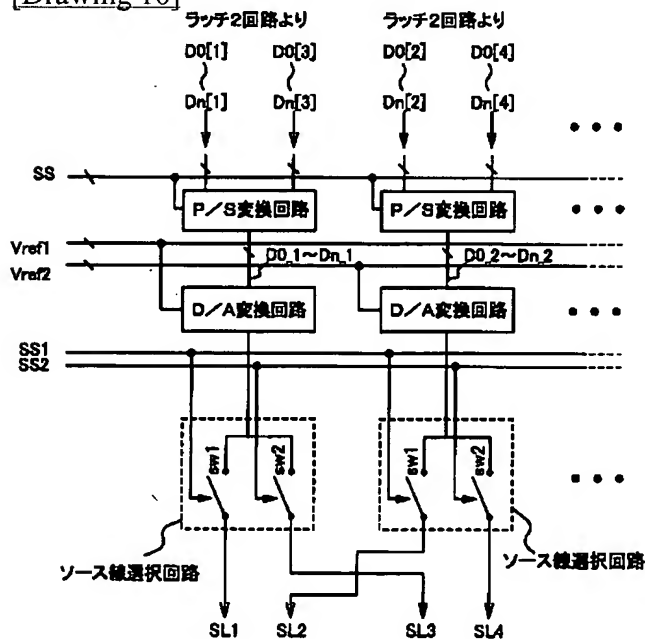 [Drawing 10]
ラッチ2回路より ラッチ2回路より
D0[1] D0[3] D0[2] D0[4]
Dn[1] Dn[3] Dn[2] Dn[4]
SS
P/S変換回路 P/S変換回路
Vref1
Vref2
D0_1~Dn_1 D0_2~Dn_2
D/A変換回路 D/A変換回路
SS1
SS2
sw1 sw2 sw1 sw2
ソース線選択回路 ソース線選択回路
SL1 SL2 SL3 SL4